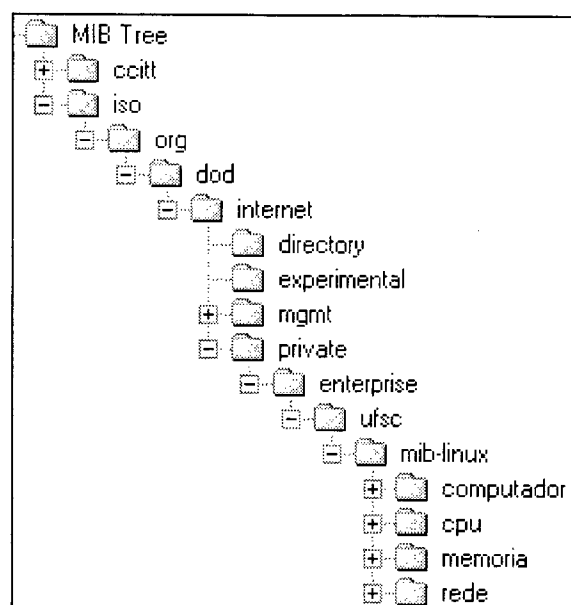 MIB Tree
ccitt
iso
org
dod
internet
directory
experimental
mgmt
private
enterprise
ufsc
mib-linux
computador
cpu
memoria
rede